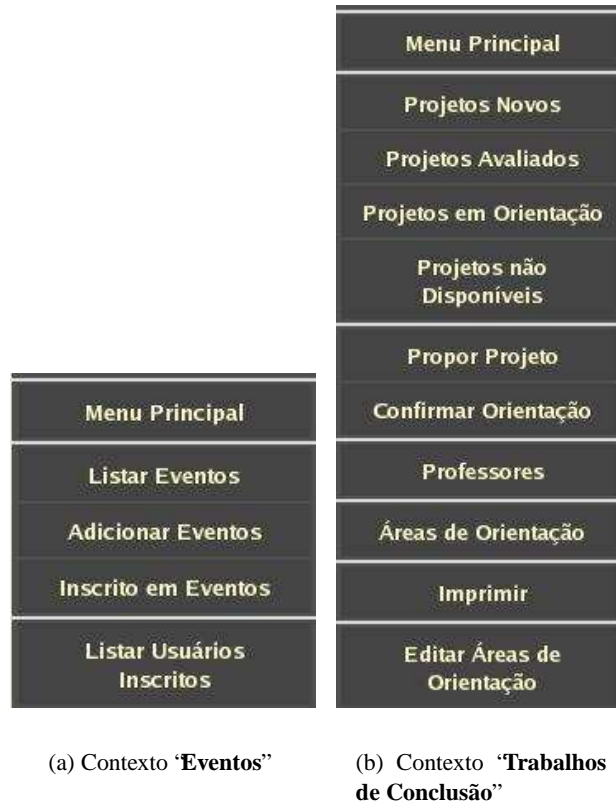 Menu Principal
Listar Eventos
Adicionar Eventos
Inscrito em Eventos
Listar Usuários
Inscritos
(a) Contexto “Eventos”
Menu Principal
Projetos Novos
Projetos Avaliados
Projetos em Orientação
Projetos não
Disponíveis
Propor Projeto
Confirmar Orientação
Professores
Áreas de Orientação
Imprimir
Editar Áreas de
Orientação
(b) Contexto “Trabalhos
de Conclusão”